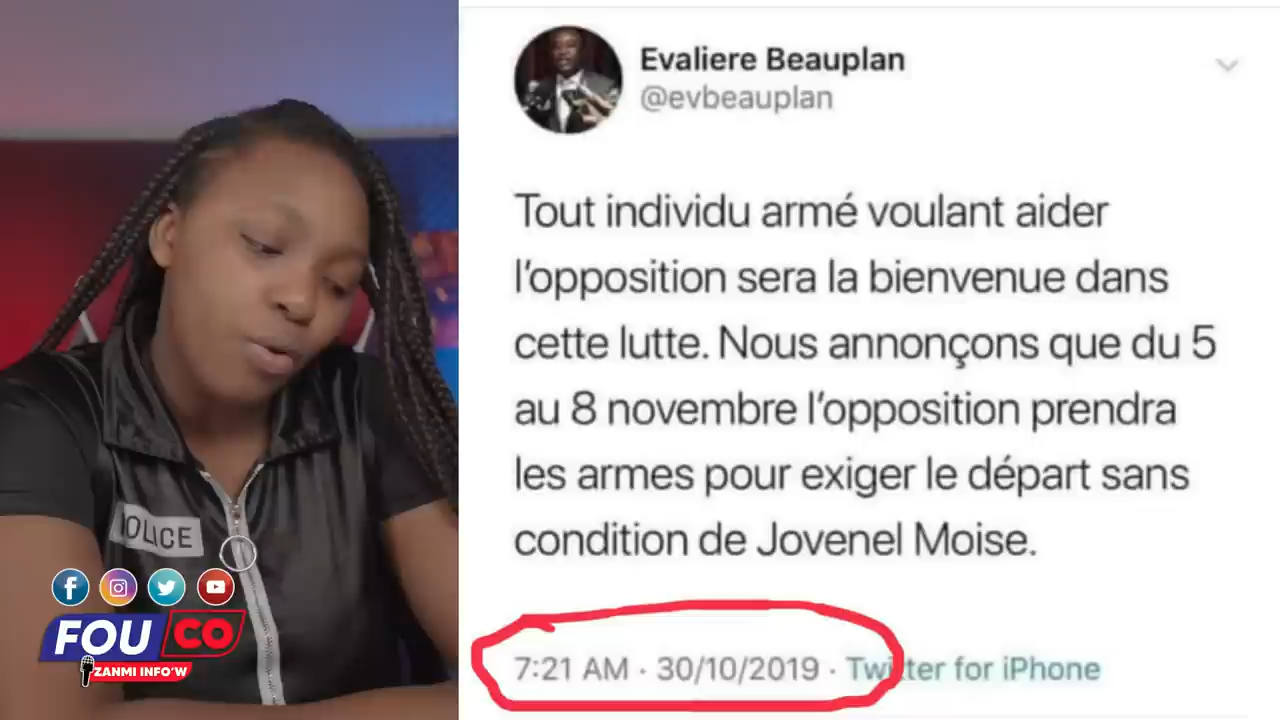 Evaliere Beauplan
@evbeauplan
Tout individu armé voulant aider
l'opposition sera la bienvenue dans
cette lutte. Nous annonçons que du 5
au 8 novembre l'opposition prendra
les armes pour exiger le départ sans
condition de Jovenel Moise.
7:21 AM · 30/10/2019 · Twitter for iPhone
POLICE
FOU CO
ZANMI INFO'W